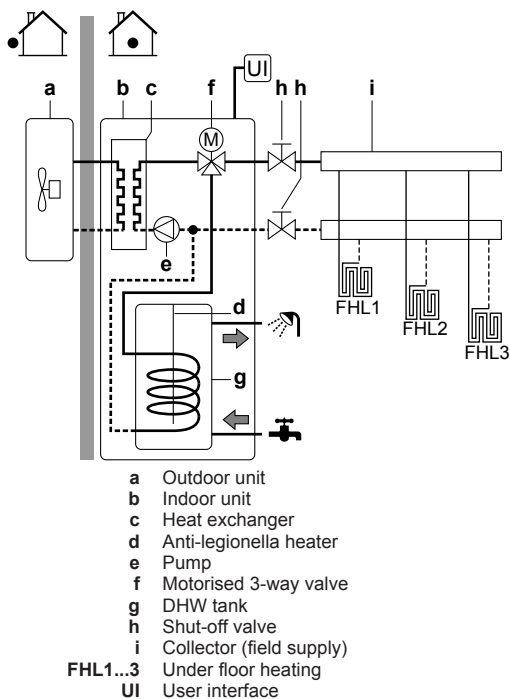 UI
a b c f h h i
M
e
FHL1
FHL2
FHL3
d
g
a Outdoor unit
b Indoor unit
c Heat exchanger
d Anti-legionella heater
e Pump
f Motorised 3-way valve
g DHW tank
h Shut-off valve
i Collector (field supply)
FHL1...3 Under floor heating
UI User interface